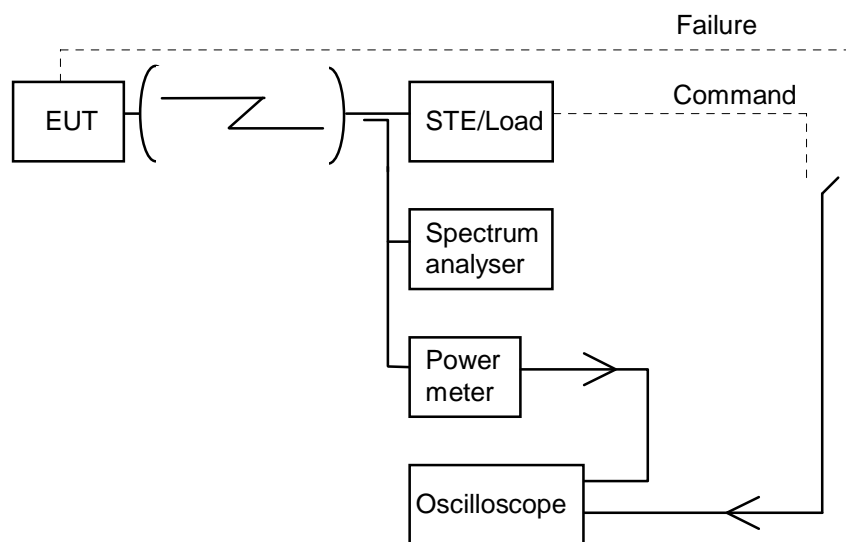 Failure
EUT
STE/Load
Command
Spectrum
analyser
Power
meter
Oscilloscope